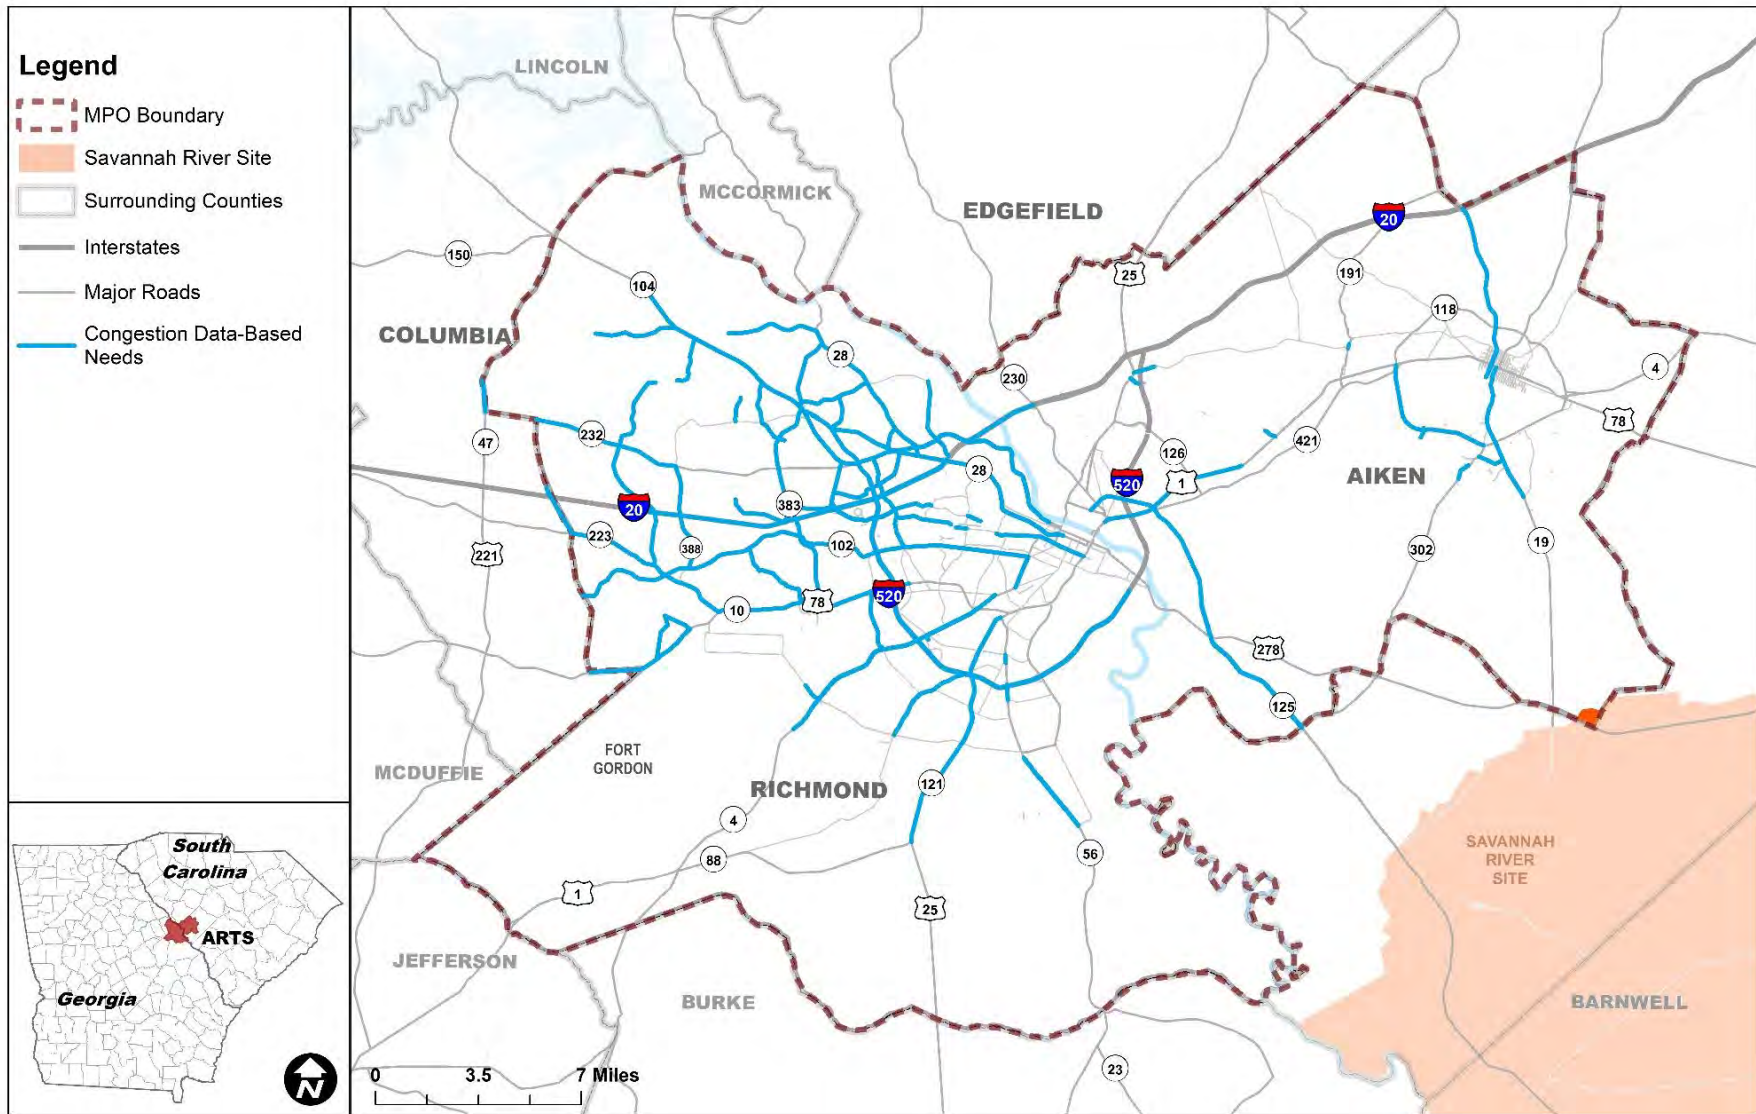 Legend
MPO Boundary
Savannah River Site
Surrounding Counties
Interstates
Major Roads
Congestion Data-Based
Needs
LINCOLN
MCCORMICK
EDGEFIELD
20
150
25
191
104
118
COLUMBIA
28
230
4
78
47
232
126
421
28
AIKEN
520
1
383
20
223
388
102
221
302
19
520
10
78
278
125
FORT
GORDON
MCDUFFIE
RICHMOND
121
4
88
56
1
25
SAVANNAH
RIVER
SITE
JEFFERSON
BURKE
BARNWELL
23
South
Carolina
ARTS
Georgia
N
0 3.5 7 Miles